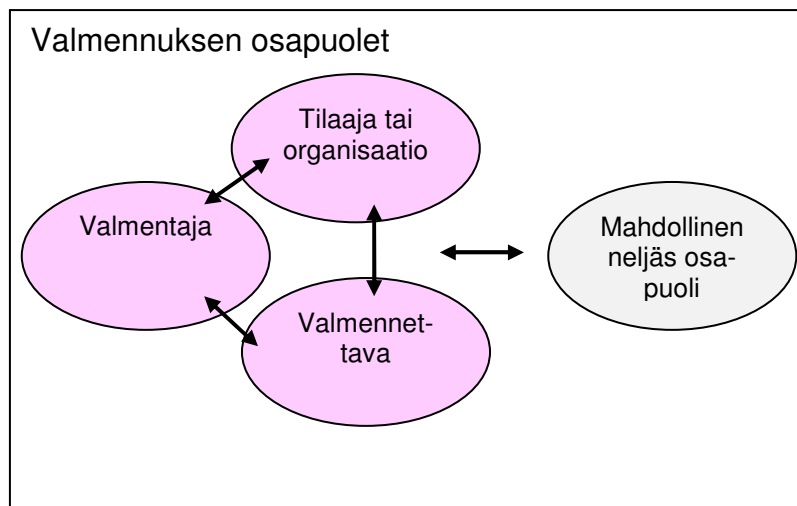 Valmennuksen osapuolet
Tilaaja tai
organisaatio
Valmentaja
Mahdollinen
neljäs osa-
puoli
Valmennet-
tava